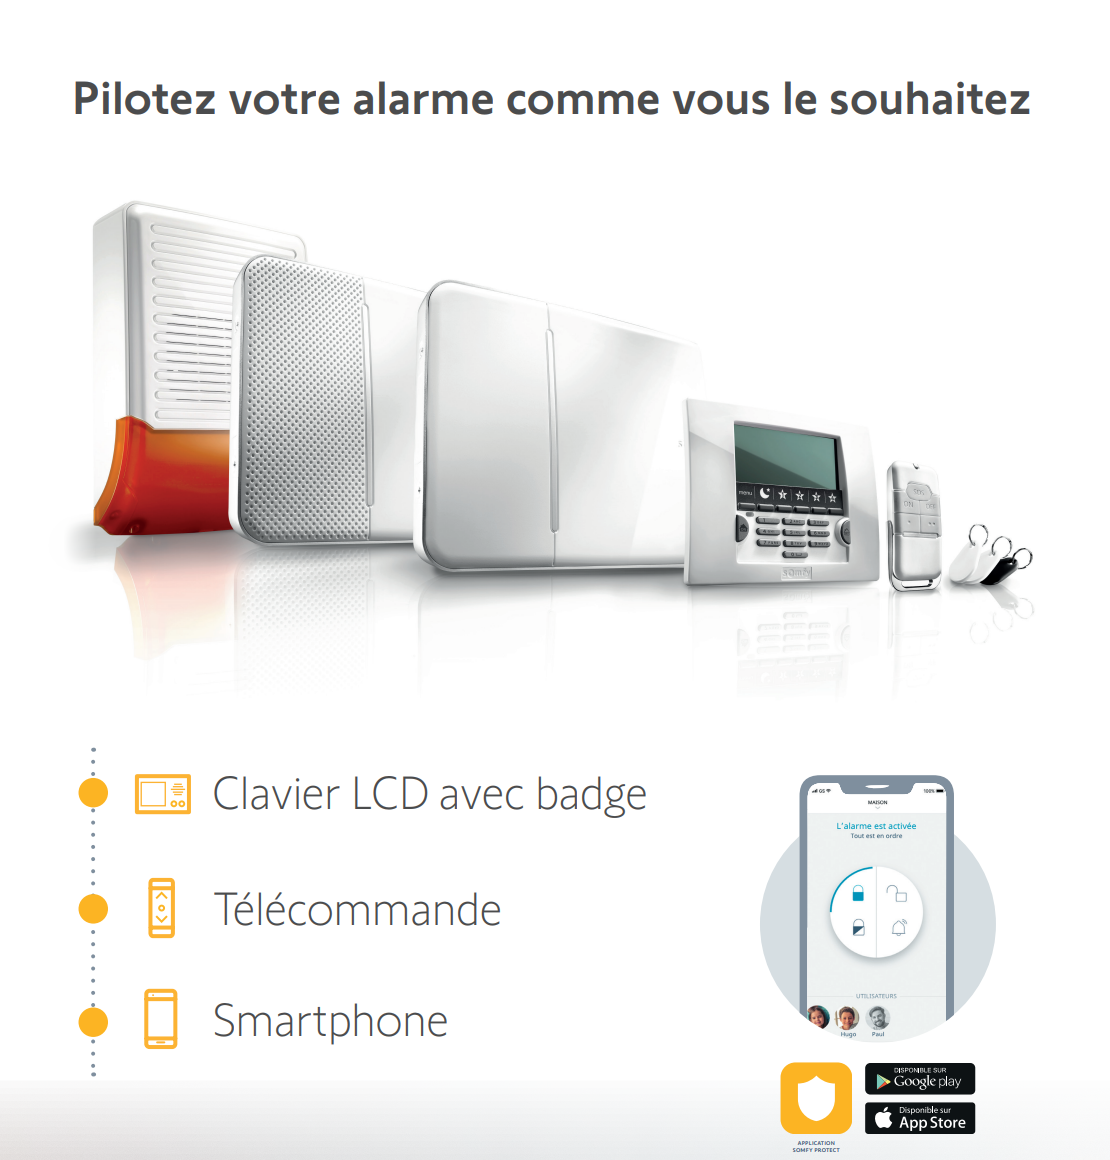 Pilotez votre alarme comme vous le souhaitez
menu
somfy
ON OFF
Clavier LCD avec badge
Télécommande
Smartphone
100%
MAISON
L'alarme est activée
Tout est en ordre
UTILISATEURS
Hugo Paul
DISPONIBLE SUR
Google play
Disponible sur
App Store
APPLICATION
SOMFY PROTECT